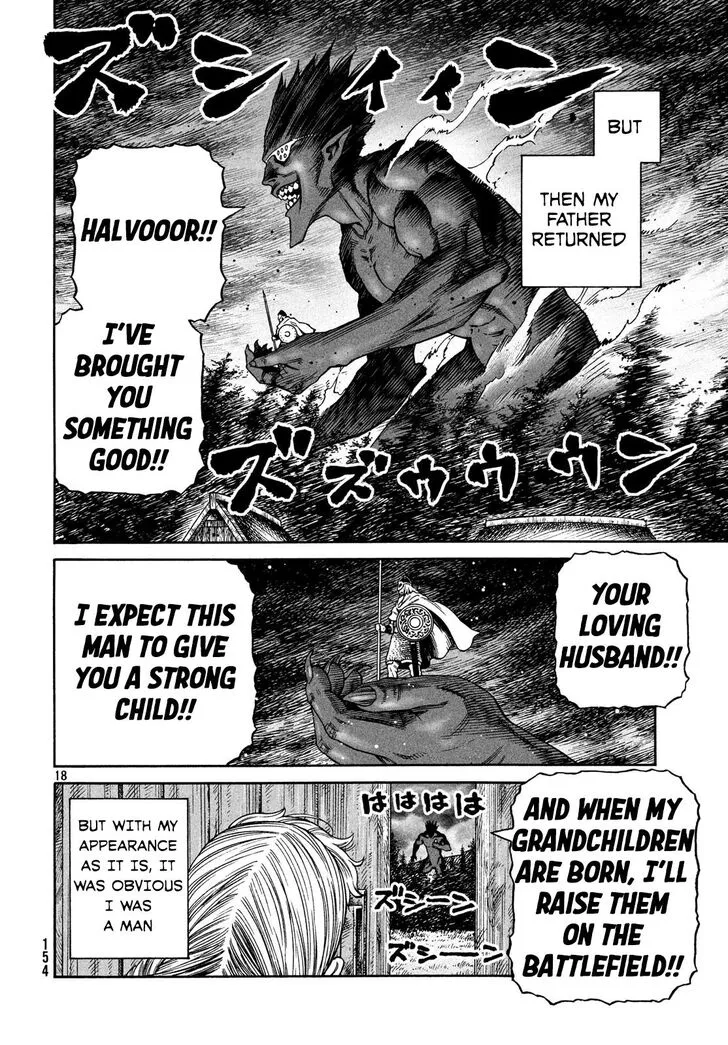 ズシィィン
BUT
THEN MY
FATHER
RETURNED
HALVOOOR!!
I'VE
BROUGHT
YOU
SOMETHING
GOOD!!
ズズゥゥゥン
YOUR
LOVING
HUSBAND!!
I EXPECT THIS
MAN TO GIVE
YOU A STRONG
CHILD!!
18
はははは
AND WHEN MY
GRANDCHILDREN
ARE BORN, I'LL
RAISE THEM
ON THE
BATTLEFIELD!!
BUT WITH MY
APPEARANCE
AS IT IS, IT
WAS OBVIOUS
I WAS
A MAN
ズシーン
ズシーン
154